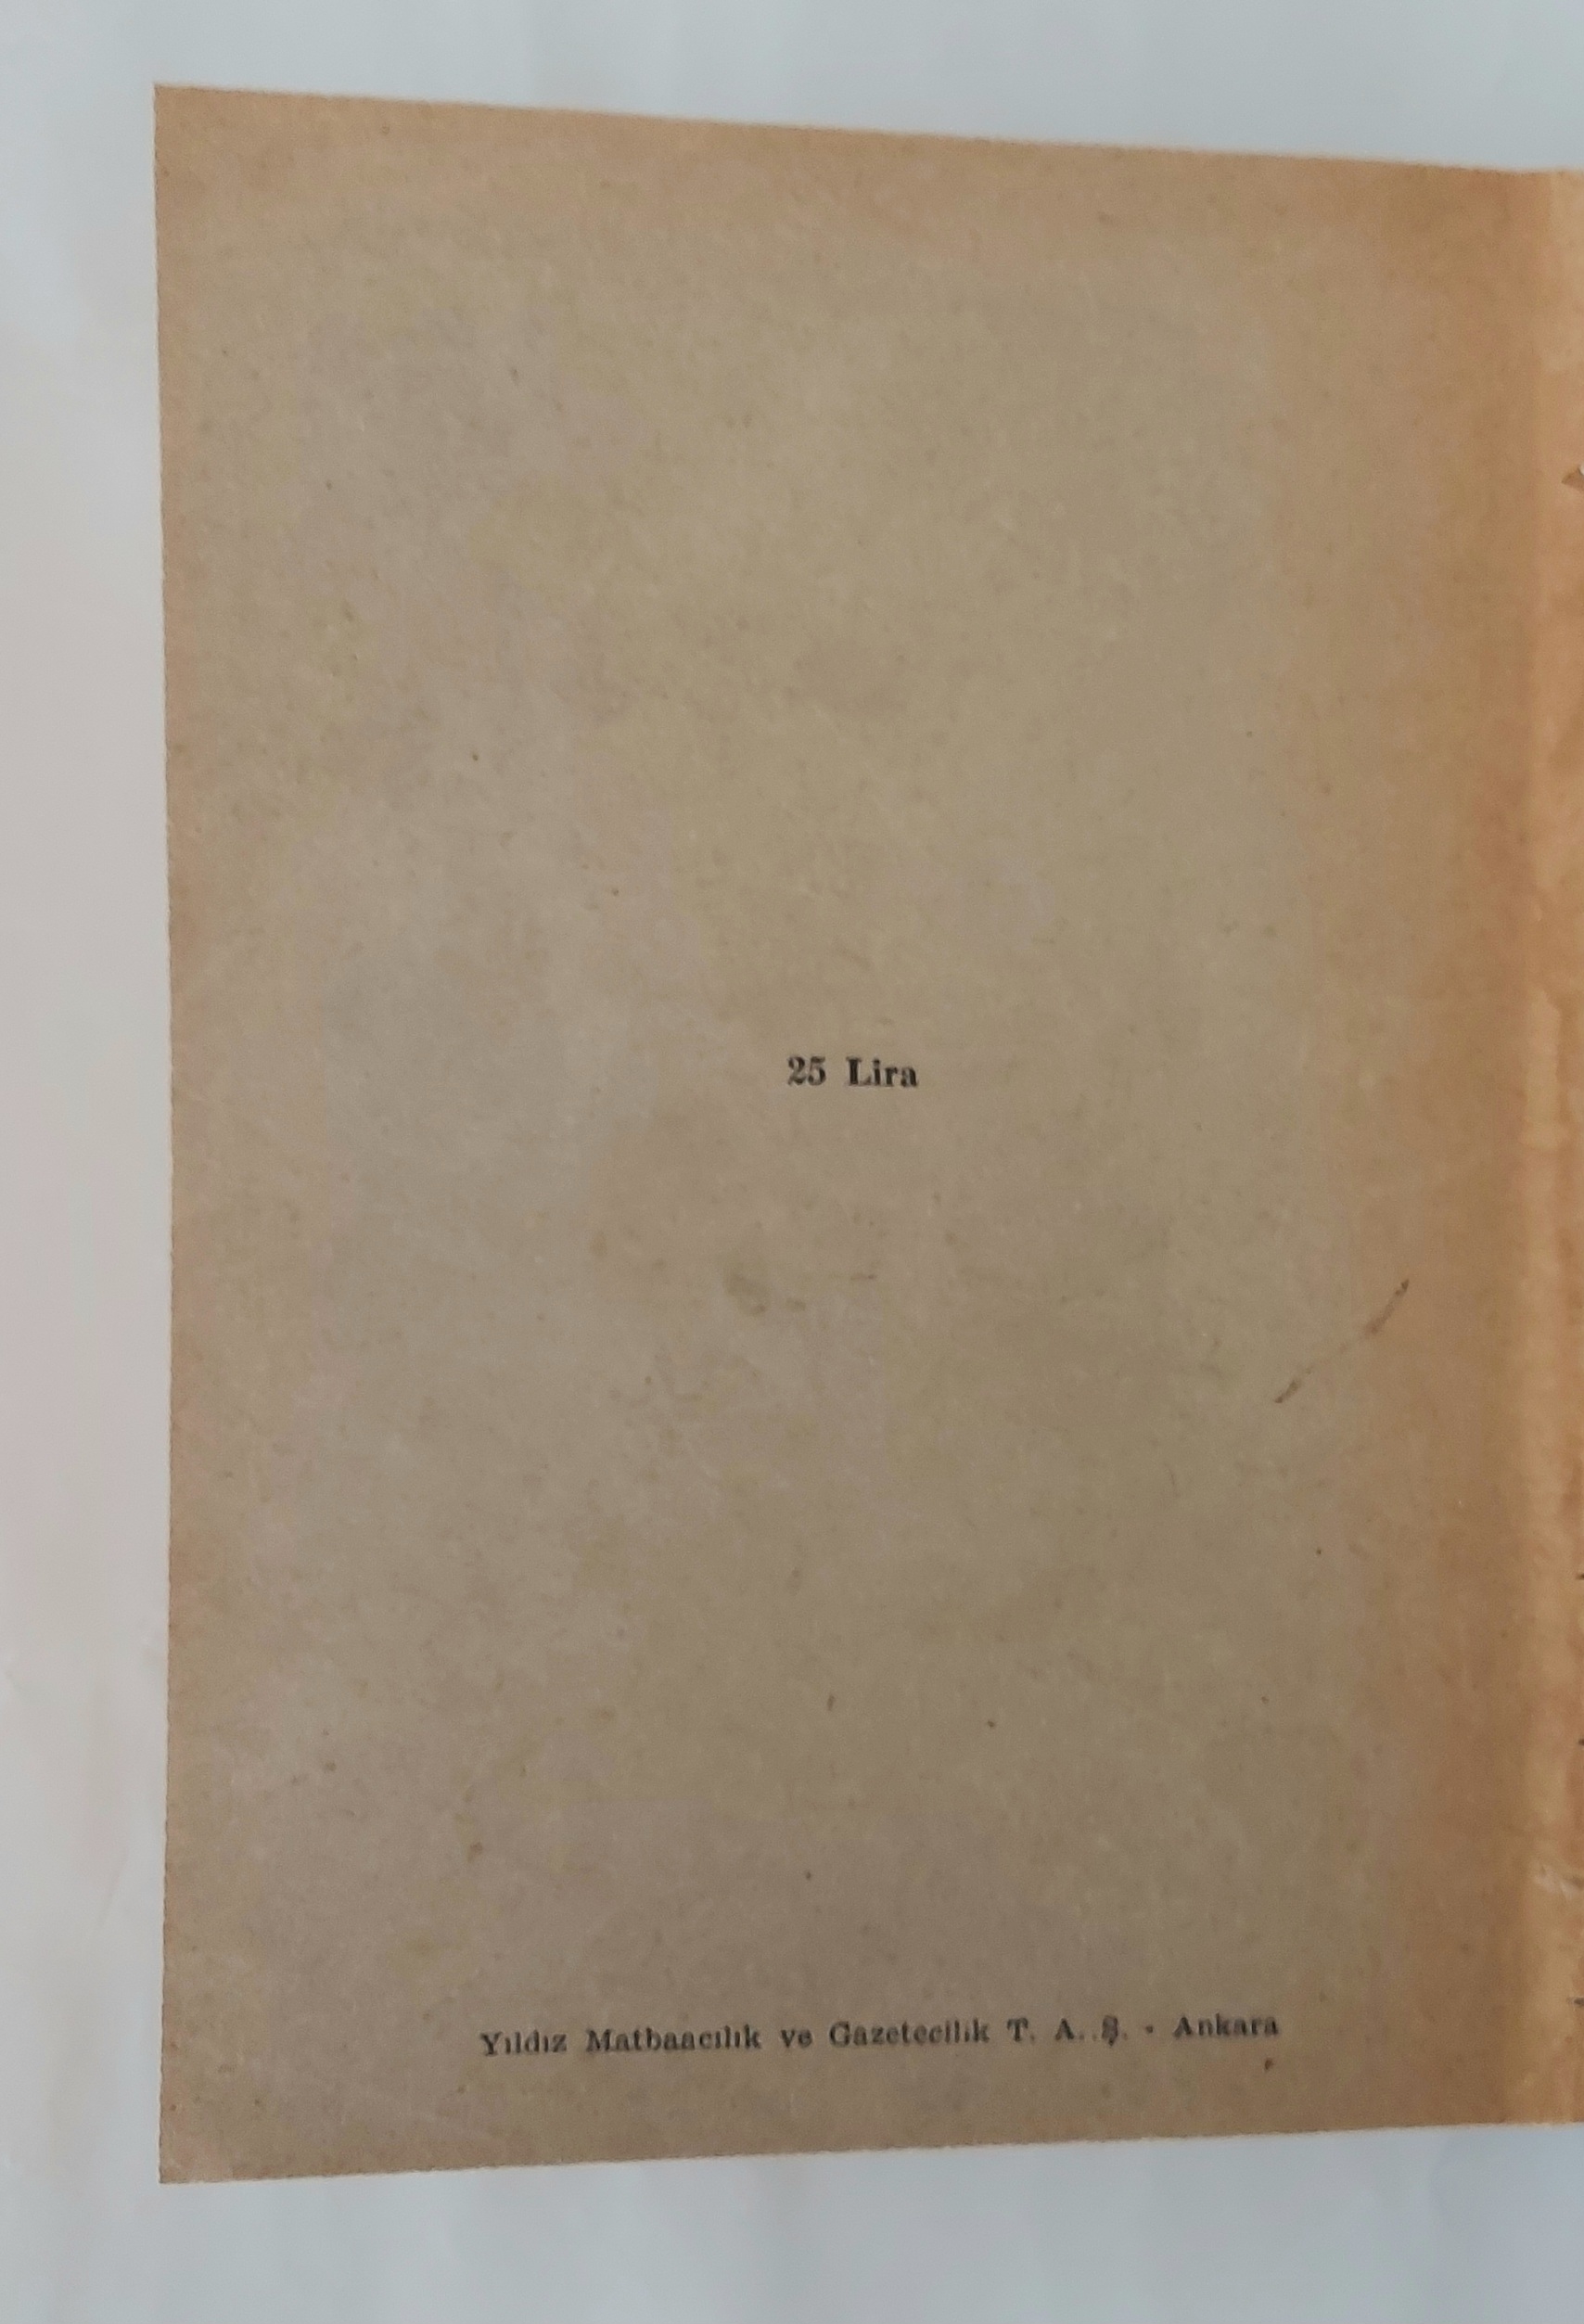 25 Lira
Yıldız Matbaacılık ve Gazetecilik T. A. Ş. - Ankara